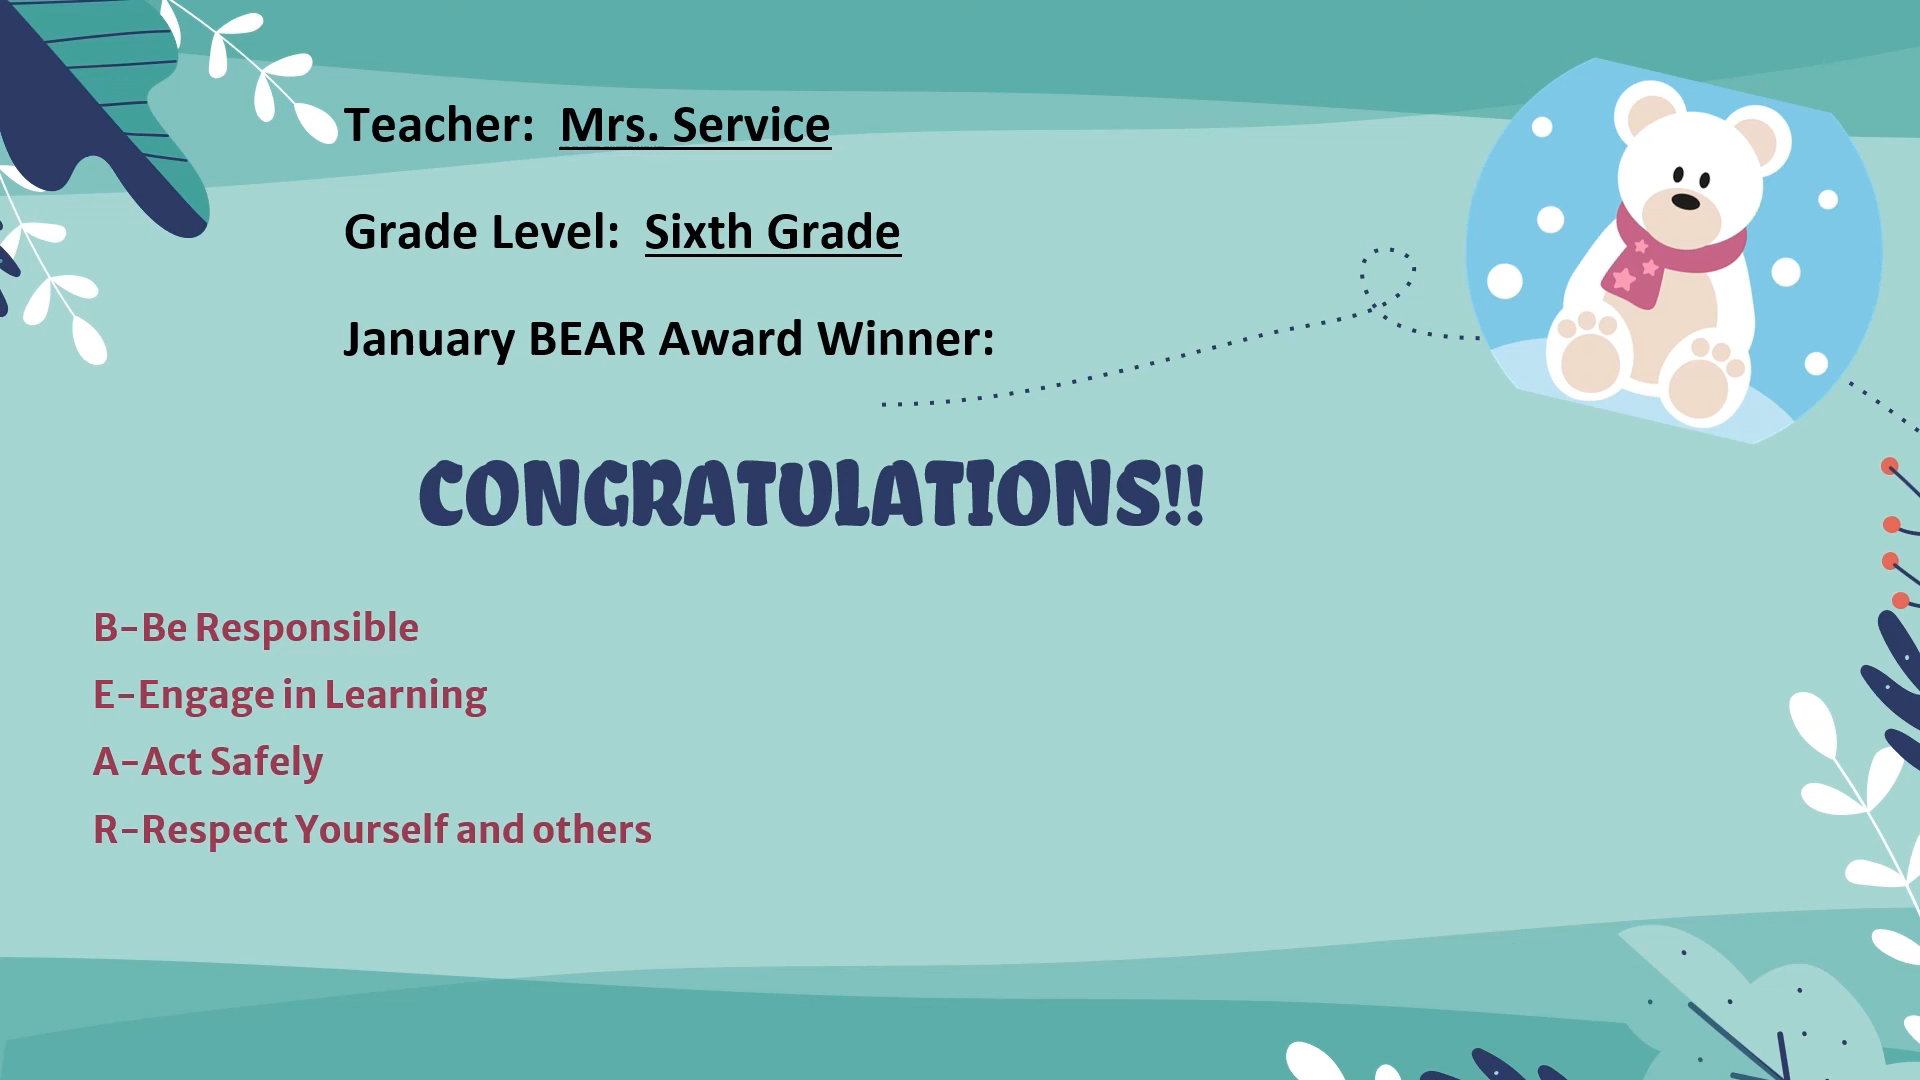 Teacher: Mrs. Service
Grade Level: Sixth Grade
January BEAR Award Winner:
CONGRATULATIONS!!
B-Be Responsible
E-Engage in Learning
A-Act Safely
R-Respect Yourself and others